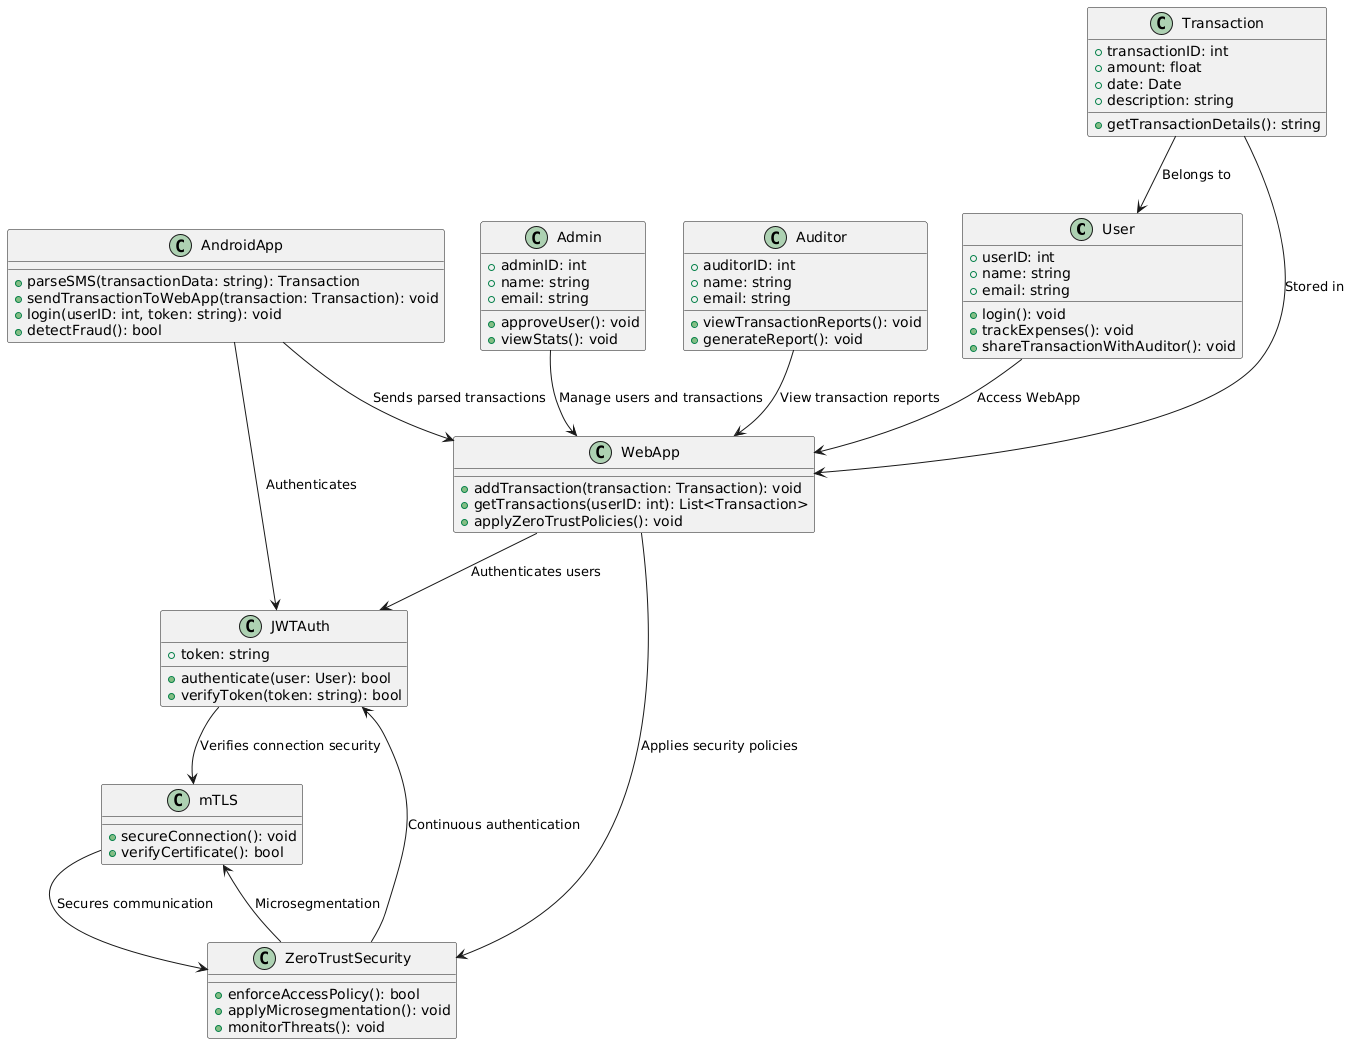 C Transaction
transactionID: int
amount: float
date: Date
description: string
getTransactionDetails(): string
Belongs to
Stored in
C AndroidApp
parseSMS(transactionData: string): Transaction
sendTransactionToWebApp(transaction: Transaction): void
login(userID: int, token: string): void
detectFraud(): bool
C Admin
adminID: int
name: string
email: string
approveUser(): void
viewStats(): void
C Auditor
auditorID: int
name: string
email: string
viewTransactionReports(): void
generateReport(): void
C User
userID: int
name: string
email: string
login(): void
trackExpenses(): void
shareTransactionWithAuditor(): void
Sends parsed transactions
Manage users and transactions
View transaction reports
Access WebApp
Authenticates
C WebApp
addTransaction(transaction: Transaction): void
getTransactions(userID: int): List<Transaction>
applyZeroTrustPolicies(): void
Authenticates users
C JWTAuth
token: string
authenticate(user: User): bool
verifyToken(token: string): bool
Verifies connection security
Applies security policies
C mTLS
secureConnection(): void
verifyCertificate(): bool
Continuous authentication
Secures communication
Microsegmentation
C ZeroTrustSecurity
enforceAccessPolicy(): bool
applyMicrosegmentation(): void
monitorThreats(): void